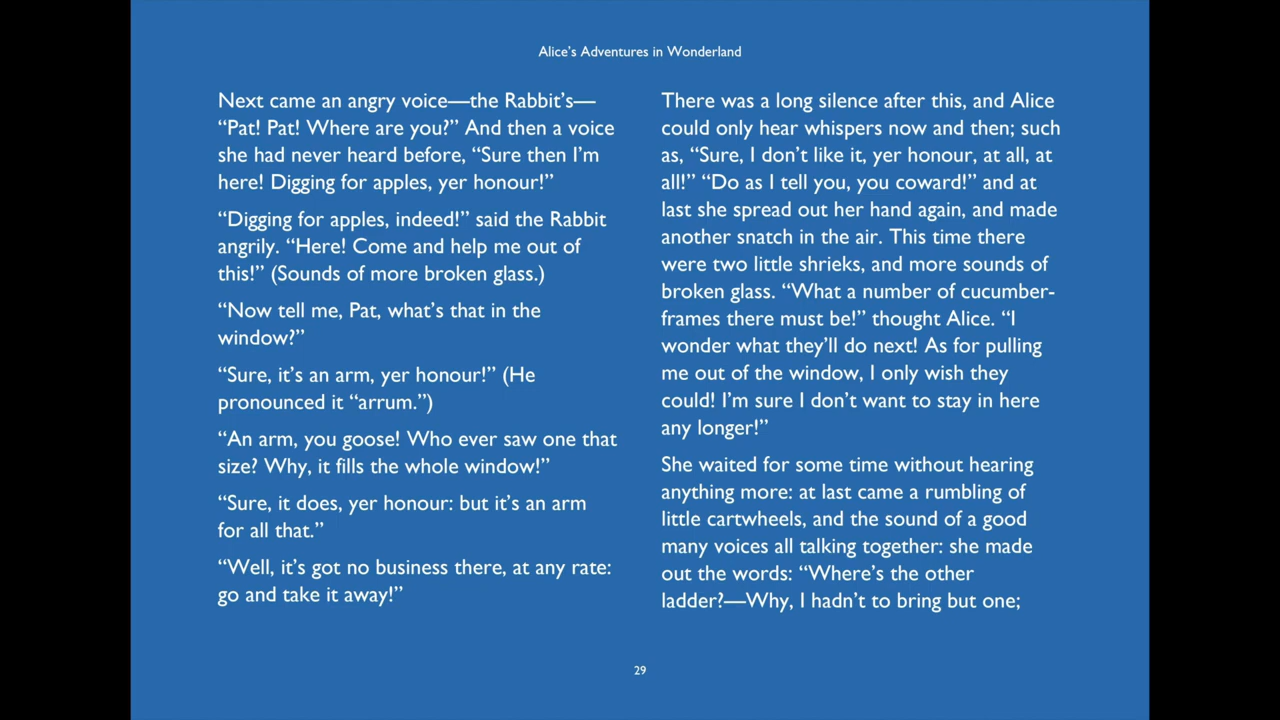 Alice’s Adventures in Wonderland
Next came an angry voice—the Rabbit’s—
“Pat! Pat! Where are you?” And then a voice
she had never heard before, “Sure then I’m
here! Digging for apples, yer honour!”
“Digging for apples, indeed!” said the Rabbit
angrily. “Here! Come and help me out of
this!” (Sounds of more broken glass.)
“Now tell me, Pat, what’s that in the
window?”
“Sure, it’s an arm, yer honour!” (He
pronounced it “arrum.”)
“An arm, you goose! Who ever saw one that
size? Why, it fills the whole window!”
“Sure, it does, yer honour: but it’s an arm
for all that.”
“Well, it’s got no business there, at any rate:
go and take it away!”
There was a long silence after this, and Alice
could only hear whispers now and then; such
as, “Sure, I don’t like it, yer honour, at all, at
all!” “Do as I tell you, you coward!” and at
last she spread out her hand again, and made
another snatch in the air. This time there
were two little shrieks, and more sounds of
broken glass. “What a number of cucumber-
frames there must be!” thought Alice. “I
wonder what they’ll do next! As for pulling
me out of the window, I only wish they
could! I’m sure I don’t want to stay in here
any longer!”
She waited for some time without hearing
anything more: at last came a rumbling of
little cartwheels, and the sound of a good
many voices all talking together: she made
out the words: “Where’s the other
ladder?—Why, I hadn’t to bring but one;
29